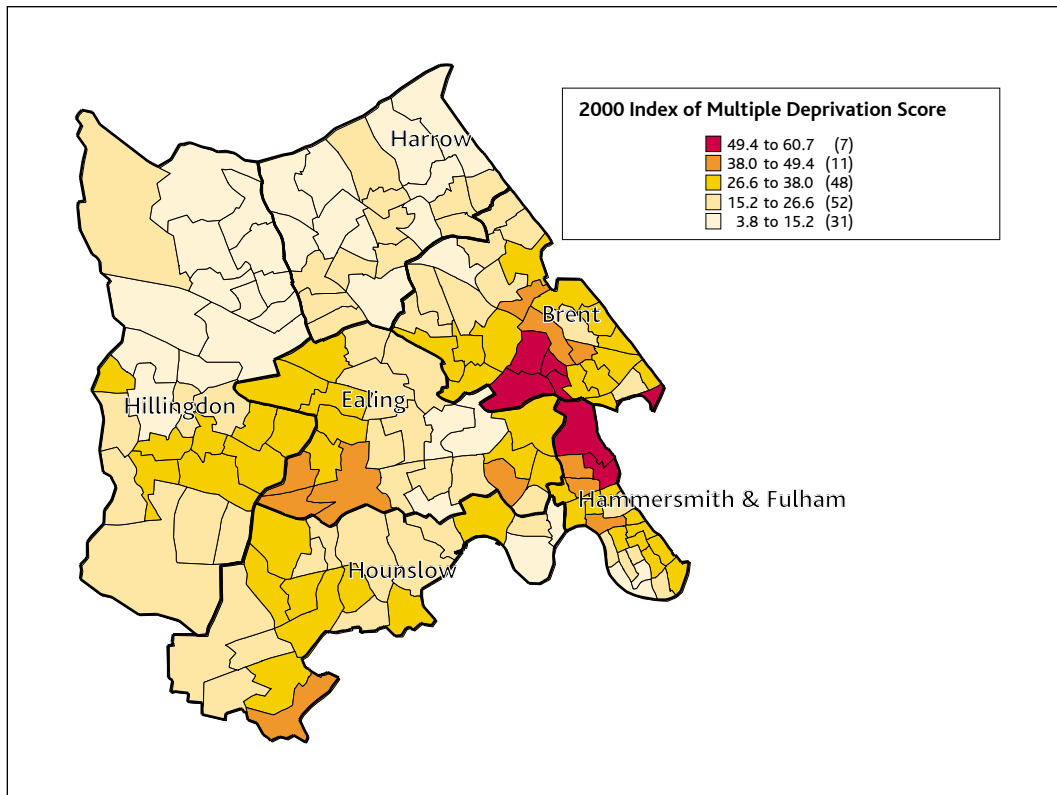 2000 Index of Multiple Deprivation Score
49.4 to 60.7 (7)
38.0 to 49.4 (11)
26.6 to 38.0 (48)
15.2 to 26.6 (52)
3.8 to 15.2 (31)
Harrow
Brent
Hillingdon
Ealing
Hammersmith & Fulham
Hounslow